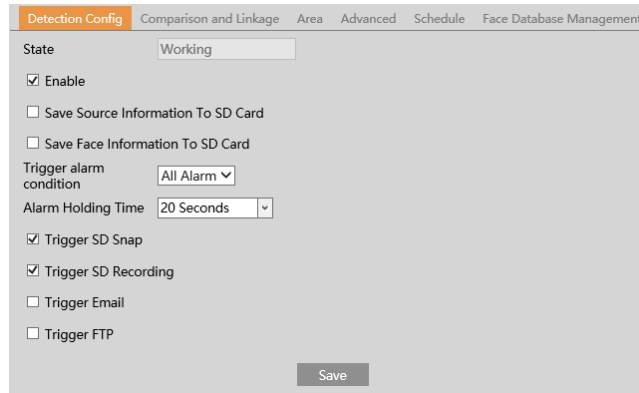 Detection Config Comparison and Linkage Area Advanced Schedule Face Database Management
State Working
Enable
Save Source Information To SD Card
Save Face Information To SD Card
Trigger alarm
condition All Alarm
Alarm Holding Time 20 Seconds
Trigger SD Snap
Trigger SD Recording
Trigger Email
Trigger FTP
Save